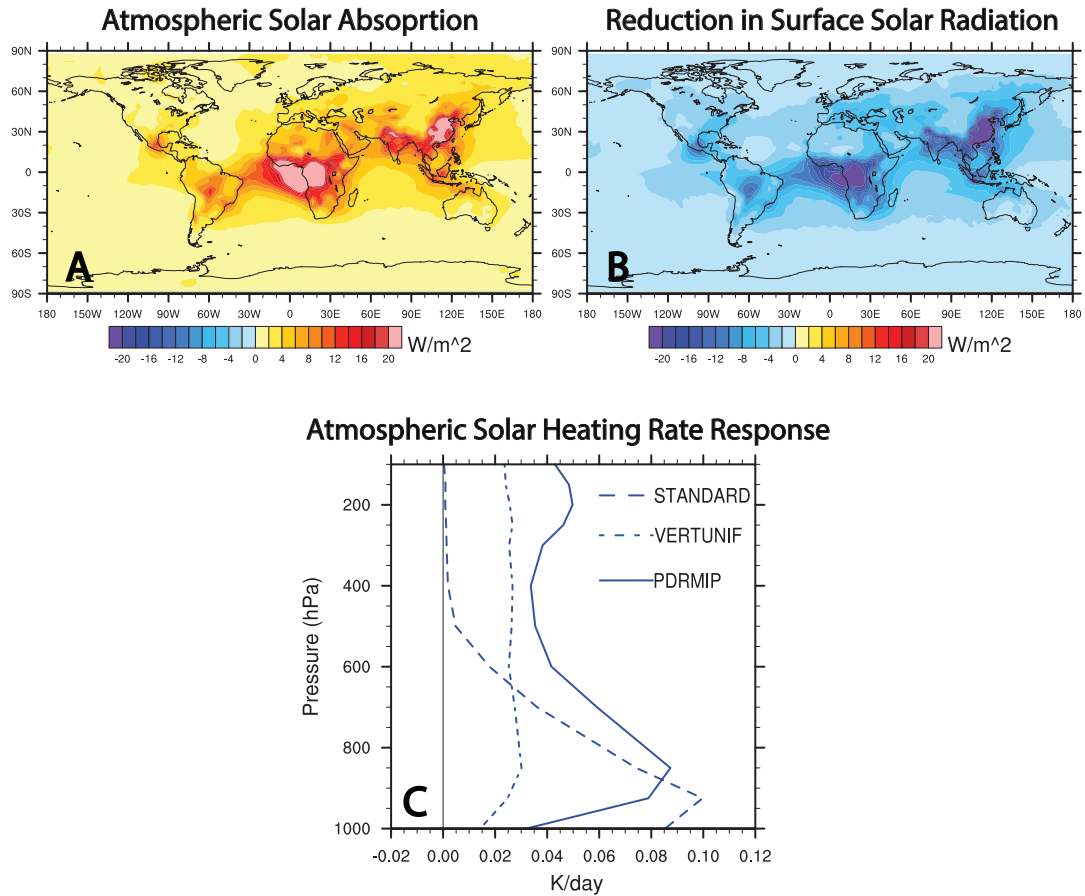 Atmospheric Solar Absoprtion
Reduction in Surface Solar Radiation
90N
60N
30N
0
30S
60S
90S
A
180 150W 120W 90W 60W 30W 0 30E 60E 90E 120E 150E 180
-20 -16 -12 -8 -4 0 4 8 12 16 20
W/m^2
90N
60N
30N
0
30S
60S
90S
B
180 150W 120W 90W 60W 30W 0 30E 60E 90E 120E 150E 180
-20 -16 -12 -8 -4 0 4 8 12 16 20
W/m^2
Atmospheric Solar Heating Rate Response
Pressure (hPa)
200
400
600
800
1000
STANDARD
VERTUNIF
PDRMIP
C
-0.02 0.00 0.02 0.04 0.06 0.08 0.10 0.12
K/day